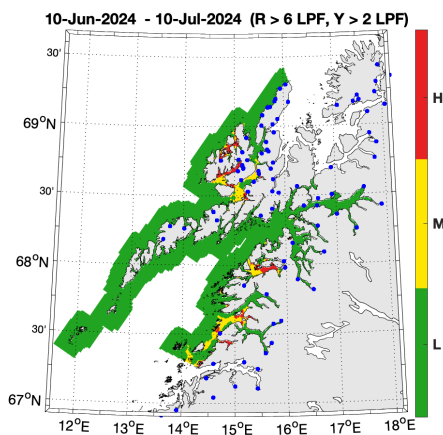 10-Jun-2024 - 10-Jul-2024 (R > 6 LPF, Y > 2 LPF)
30'
69°N
30'
68°N
30'
67°N
12°E 13°E 14°E 15°E 16°E 17°E 18°E
H
M
L